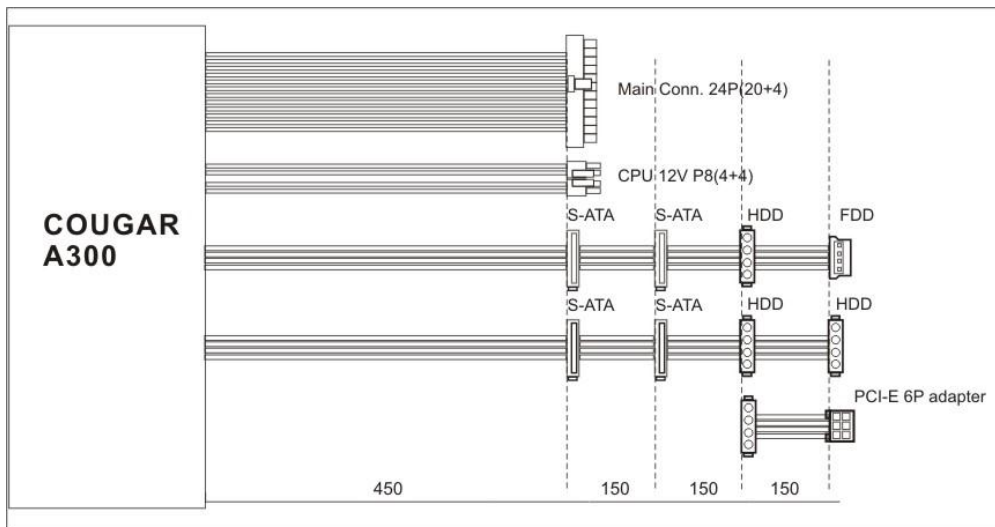 Main Conn. 24P(20+4)
CPU 12V P8(4+4)
COUGAR
A300
S-ATA S-ATA HDD FDD
S-ATA S-ATA HDD HDD
PCI-E 6P adapter
450 150 150 150